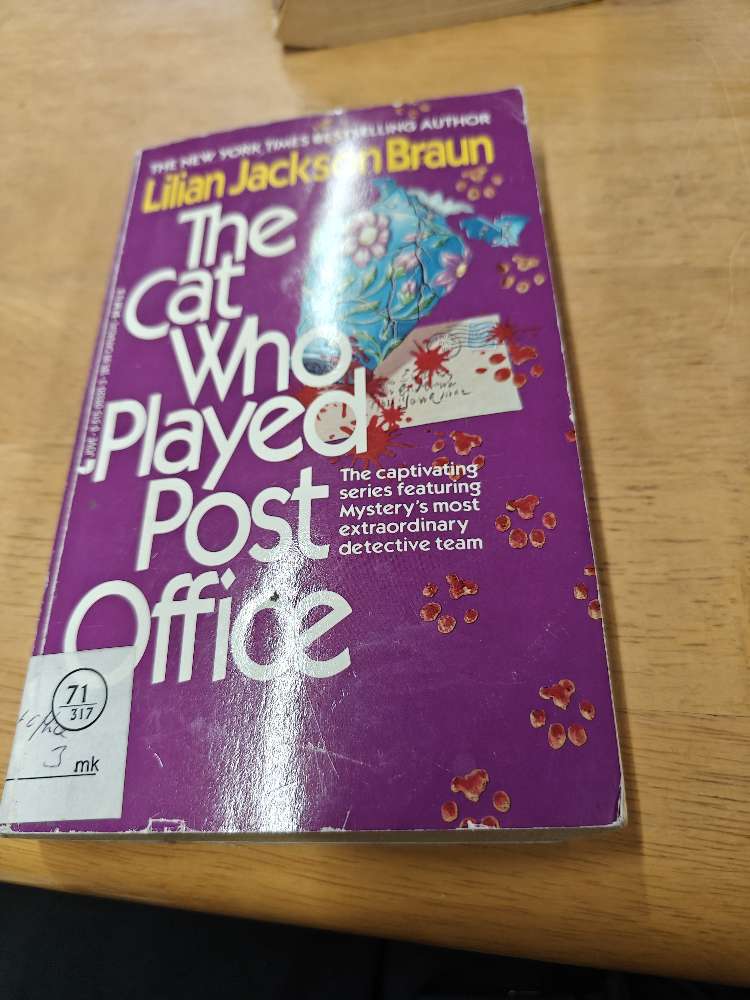 THE NEW YORK TIMES BESTSELLING AUTHOR
Lilian Jackson Braun
The
Cat
Who
Played
Post
Office
The captivating
series featuring
Mystery's most
extraordinary
detective team
71
317
3 mk